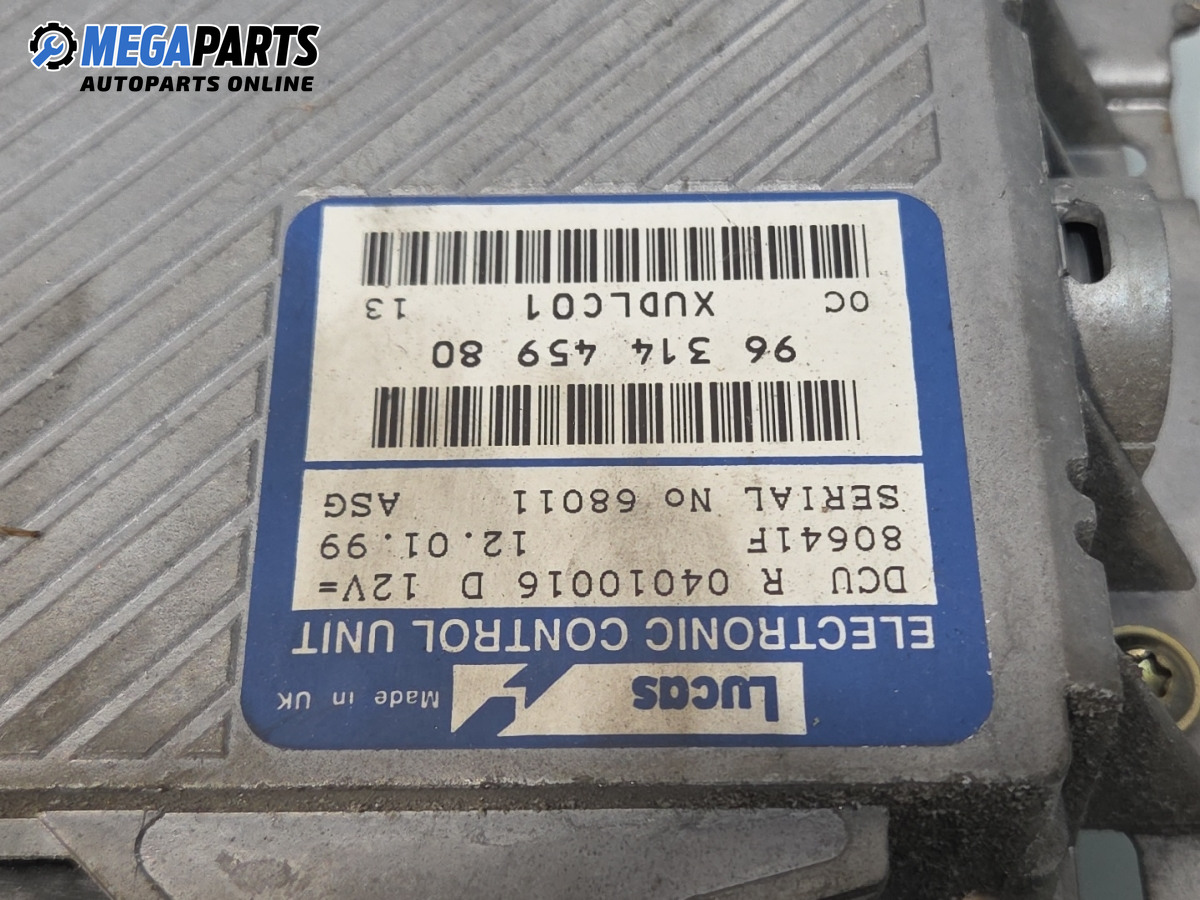 MEGAPARTS
AUTOPARTS ONLINE
Lucas Made in UK
ELECTRONIC CONTROL UNIT
DCU R 04010016 D 12V=
80641F 12.01.99
SERIAL No 68011 ASG
96 314 459 80
OC XUDLC01 13